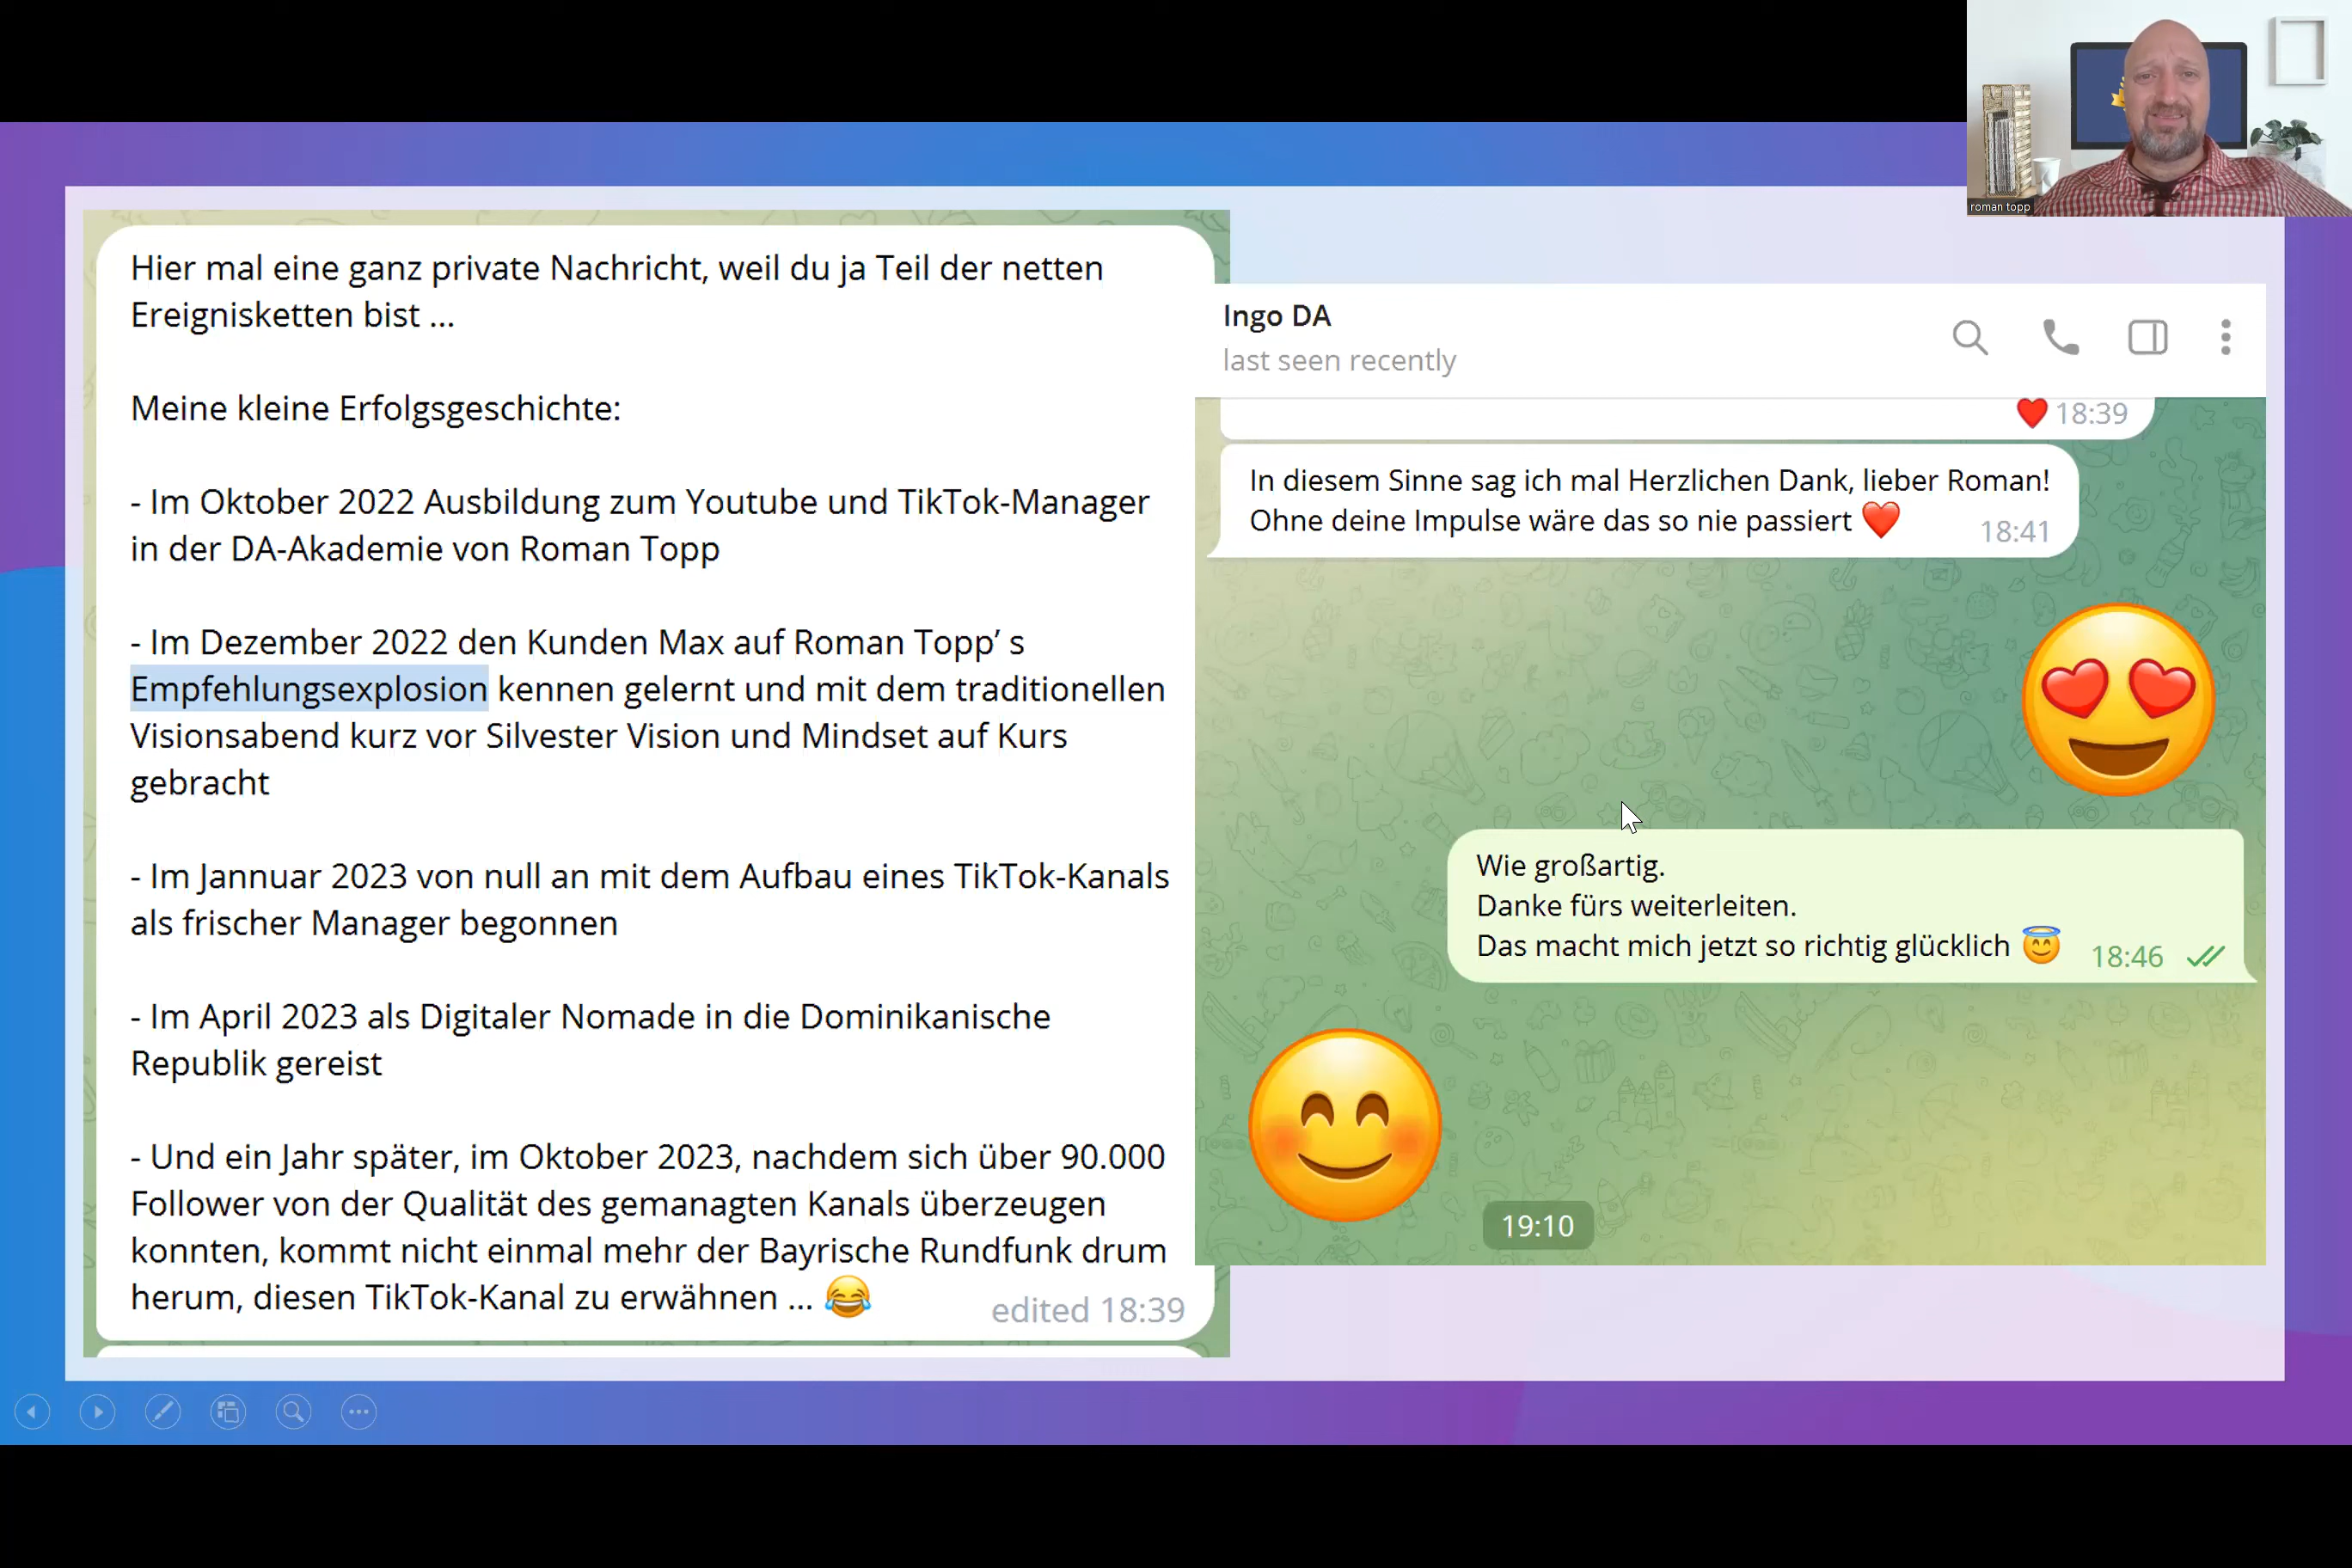 roman topp
Hier mal eine ganz private Nachricht, weil du ja Teil der netten
Ereignisketten bist ...
Meine kleine Erfolgsgeschichte:
- Im Oktober 2022 Ausbildung zum Youtube und TikTok-Manager
in der DA-Akademie von Roman Topp
- Im Dezember 2022 den Kunden Max auf Roman Topp’ s
Empfehlungsexplosion kennen gelernt und mit dem traditionellen
Visionsabend kurz vor Silvester Vision und Mindset auf Kurs
gebracht
- Im Jannuar 2023 von null an mit dem Aufbau eines TikTok-Kanals
als frischer Manager begonnen
- Im April 2023 als Digitaler Nomade in die Dominikanische
Republik gereist
- Und ein Jahr später, im Oktober 2023, nachdem sich über 90.000
Follower von der Qualität des gemanagten Kanals überzeugen
konnten, kommt nicht einmal mehr der Bayrische Rundfunk drum
herum, diesen TikTok-Kanal zu erwähnen ... 😂
edited 18:39
Ingo DA
last seen recently
❤️ 18:39
In diesem Sinne sag ich mal Herzlichen Dank, lieber Roman!
Ohne deine Impulse wäre das so nie passiert ❤️ 18:41
Wie großartig.
Danke fürs weiterleiten.
Das macht mich jetzt so richtig glücklich 😇 18:46
19:10